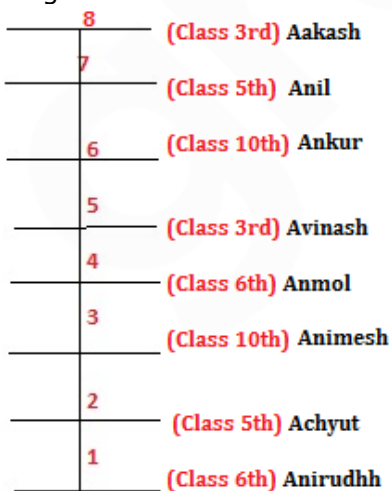 8
(Class 3rd) Aakash
7
(Class 5th) Anil
6
(Class 10th) Ankur
5
(Class 3rd) Avinash
4
(Class 6th) Anmol
3
(Class 10th) Animesh
2
(Class 5th) Achyut
1
(Class 6th) Anirudhh